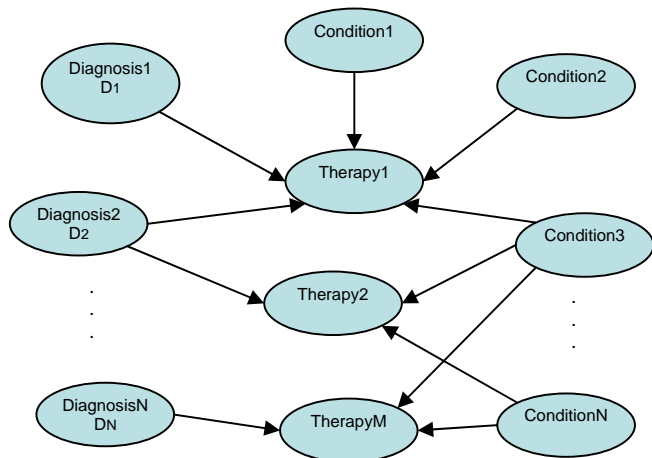 Condition1
Diagnosis1
D1
Condition2
Therapy1
Diagnosis2
D2
Condition3
Therapy2
.
.
.
.
.
.
DiagnosisN
DN
TherapyM
ConditionN